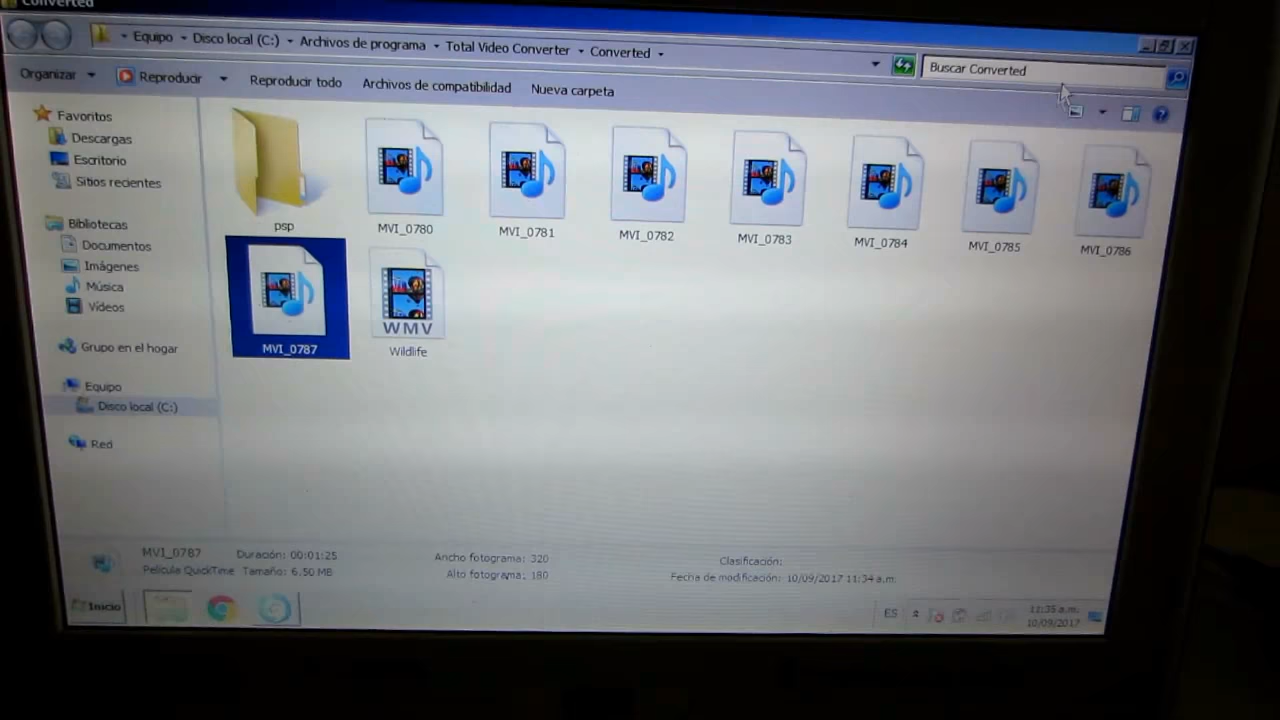 Converted
Equipo Disco local (C:) Archivos de programa Total Video Converter Converted
Buscar Converted
Organizar Reproducir Reproducir todo Archivos de compatibilidad Nueva carpeta
Favoritos
Descargas
Escritorio
Sitios recientes
Bibliotecas
Documentos
Imágenes
Música
Vídeos
Grupo en el hogar
Equipo
Disco local (C:)
Red
psp MVI_0780 MVI_0781 MVI_0782 MVI_0783 MVI_0784 MVI_0785 MVI_0786
WMV
MVI_0787 Wildlife
MVI_0787 Duración: 00:01:25 Ancho fotograma: 320 Clasificación:
Película QuickTime Tamaño: 6.50 MB Alto fotograma: 180 Fecha de modificación: 10/09/2017 11:34 a.m.
Inicio ES 11:35 a.m.
10/09/2017